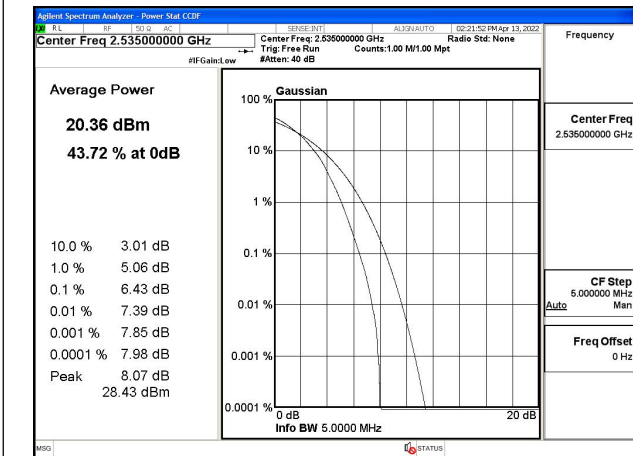 Agilent Spectrum Analyzer - Power Stat CCDF
LXI RL RF 50 Ω AC SENSE:INT ALIGN AUTO 02:21:52 PM Apr 13, 2022
Center Freq 2.535000000 GHz
Center Freq: 2.535000000 GHz Radio Std: None
Trig: Free Run Counts:1.00 M/1.00 Mpt
#IFGain:Low #Atten: 40 dB
Frequency
Average Power
20.36 dBm
43.72 % at 0dB
10.0 % 3.01 dB
1.0 % 5.06 dB
0.1 % 6.43 dB
0.01 % 7.39 dB
0.001 % 7.85 dB
0.0001 % 7.98 dB
Peak 8.07 dB
28.43 dBm
Gaussian
100 %
10 %
1 %
0.1 %
0.01 %
0.001 %
0.0001 %
0 dB 20 dB
Info BW 5.0000 MHz
Center Freq
2.535000000 GHz
CF Step
5.000000 MHz
Auto Man
Freq Offset
0 Hz
MSG STATUS